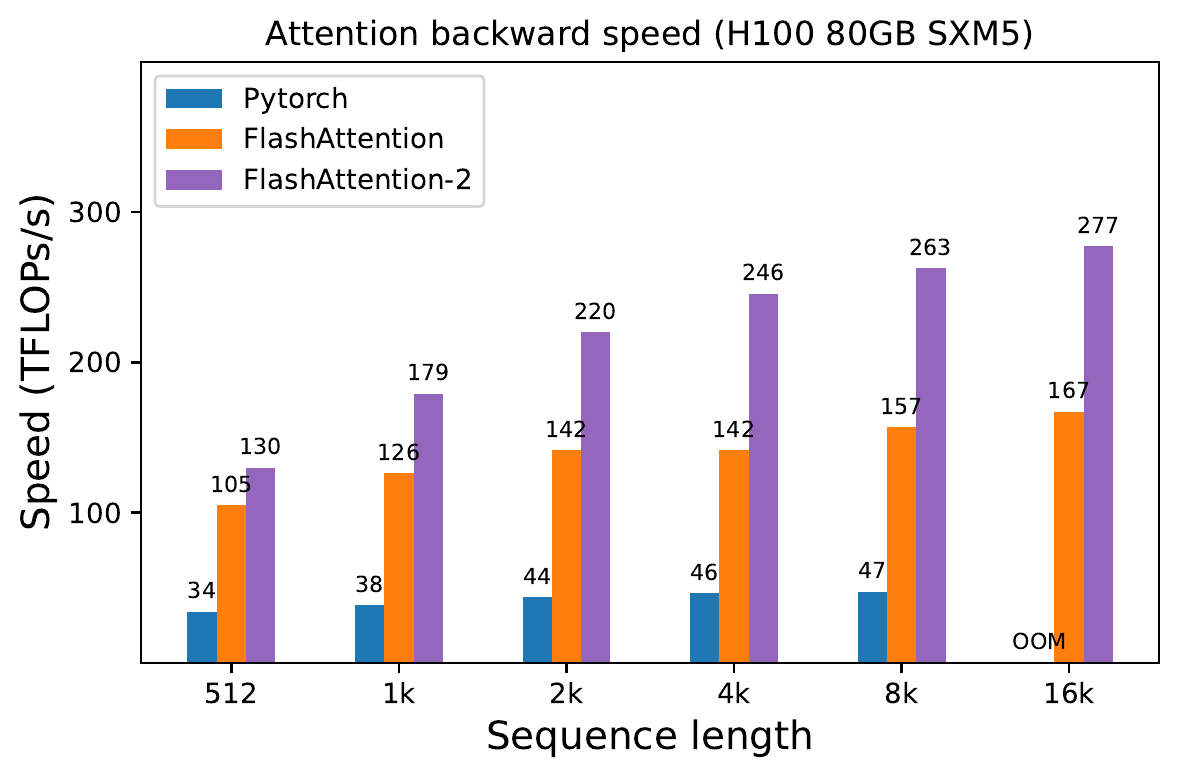 Attention backward speed (H100 80GB SXM5)
Pytorch
FlashAttention
FlashAttention-2
Speed (TFLOPs/s)
300
200
100
34
105
130
38
126
179
44
142
220
46
142
246
47
157
263
OOM
167
277
512
1k
2k
4k
8k
16k
Sequence length